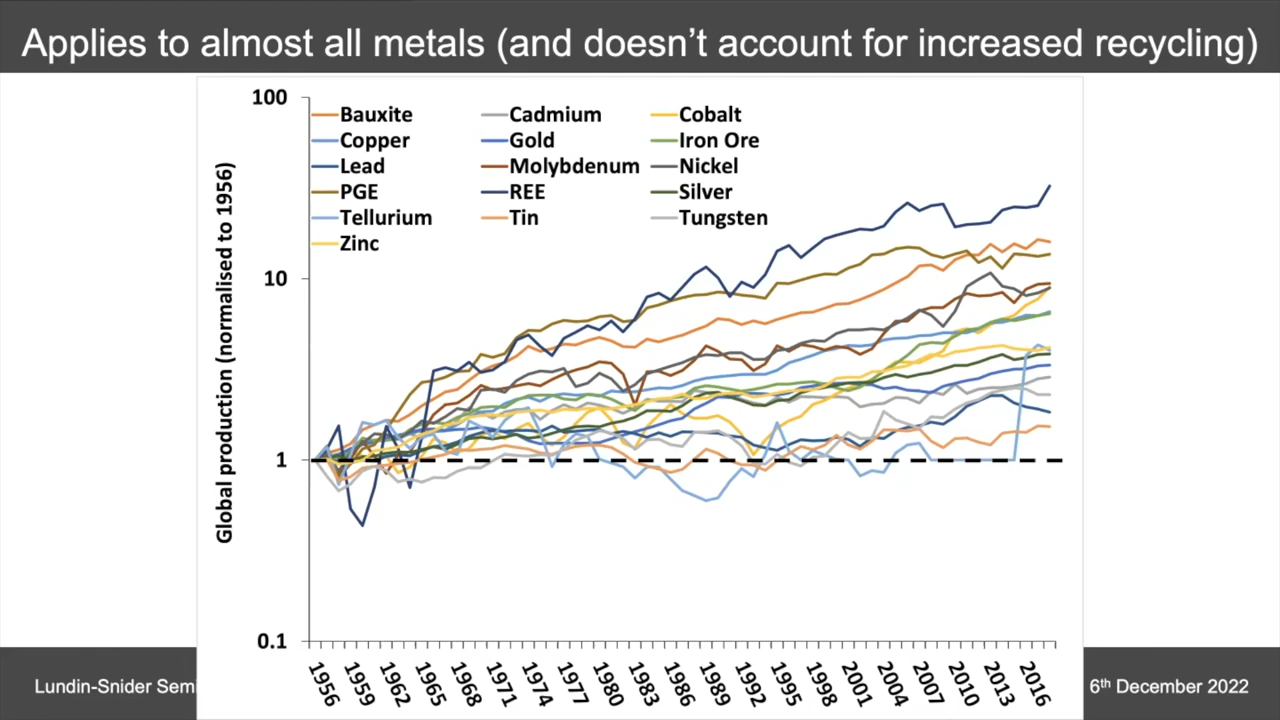 Applies to almost all metals (and doesn't account for increased recycling)
Global production (normalised to 1956)
100
10
1
0.1
Bauxite Cadmium Cobalt
Copper Gold Iron Ore
Lead Molybdenum Nickel
PGE REE Silver
Tellurium Tin Tungsten
Zinc
1956 1959 1962 1965 1968 1971 1974 1977 1980 1983 1986 1989 1992 1995 1998 2001 2004 2007 2010 2013 2016
Lundin-Snider Semi
6th December 2022